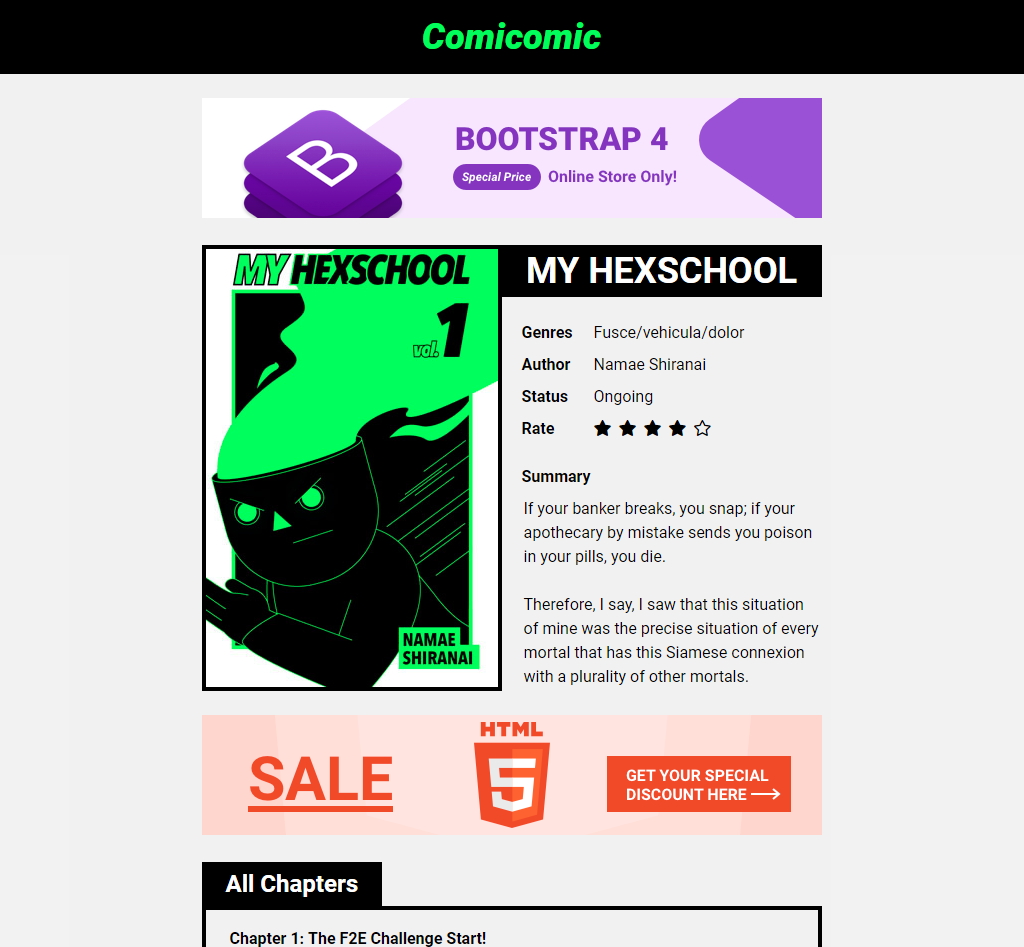 Comicomic
B
BOOTSTRAP 4
Special Price Online Store Only!
MY HEXSCHOOL
vol. 1
NAMAE
SHIRANAI
MY HEXSCHOOL
Genres Fusce/vehicula/dolor
Author Namae Shiranai
Status Ongoing
Rate
Summary
If your banker breaks, you snap; if your
apothecary by mistake sends you poison
in your pills, you die.
Therefore, I say, I saw that this situation
of mine was the precise situation of every
mortal that has this Siamese connexion
with a plurality of other mortals.
SALE
HTML
5
GET YOUR SPECIAL
DISCOUNT HERE
All Chapters
Chapter 1: The F2E Challenge Start!